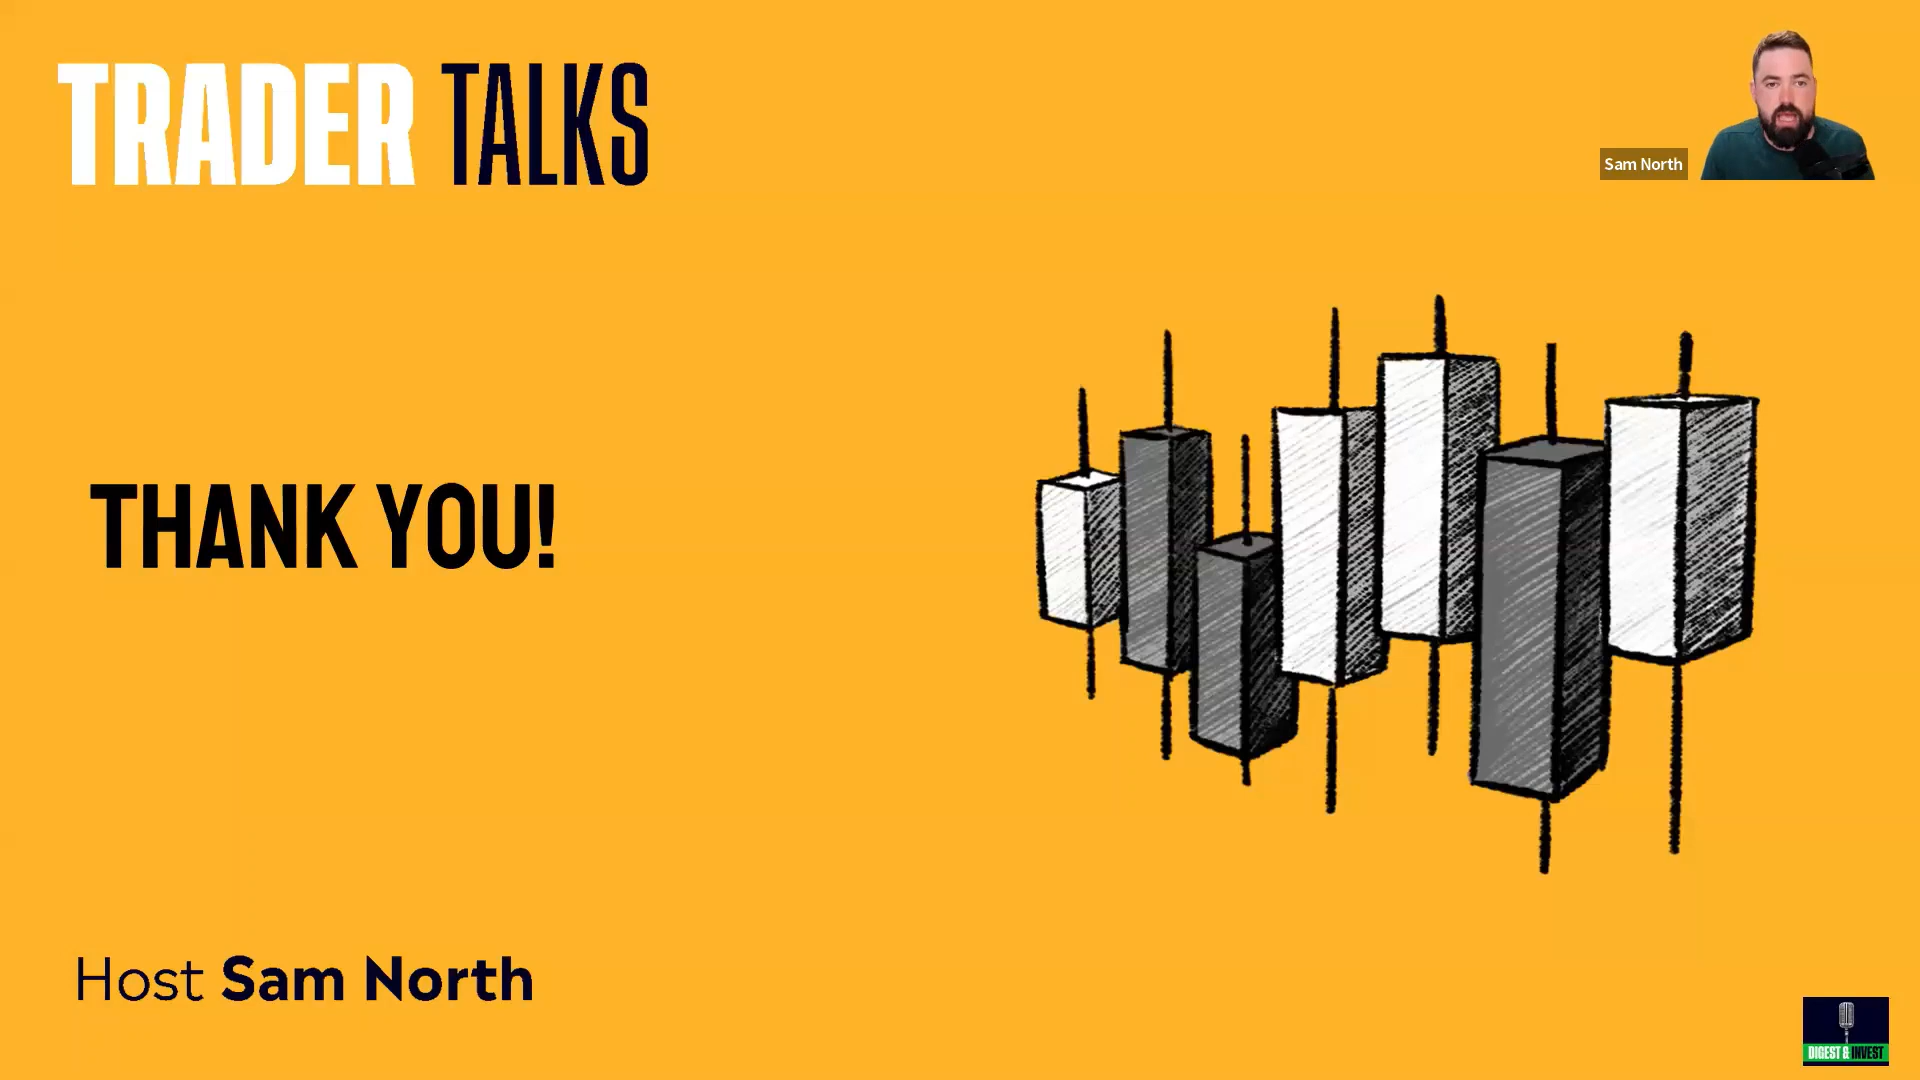 TRADER TALKS
Sam North
THANK YOU!
Host Sam North
DIGEST & INVEST